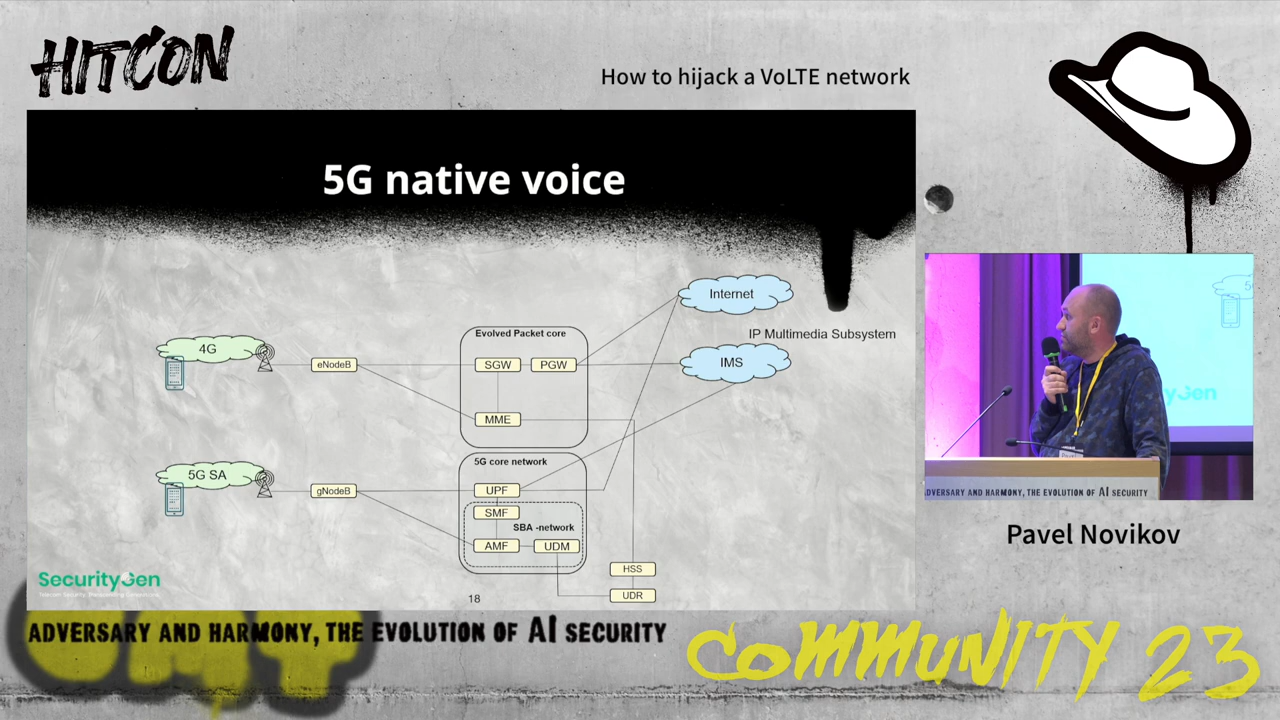 HITCON
How to hijack a VoLTE network
5G native voice
Internet
IP Multimedia Subsystem
IMS
4G
eNodeB
Evolved Packet core
SGW
PGW
MME
5G SA
gNodeB
5G core network
UPF
SMF
SBA -network
AMF
UDM
HSS
UDR
SecurityGen
18
ADVERSARY AND HARMONY, THE EVOLUTION OF AI SECURITY
Pavel Novikov
ADVERSARY AND HARMONY, THE EVOLUTION OF AI SECURITY
COMMUNITY 23